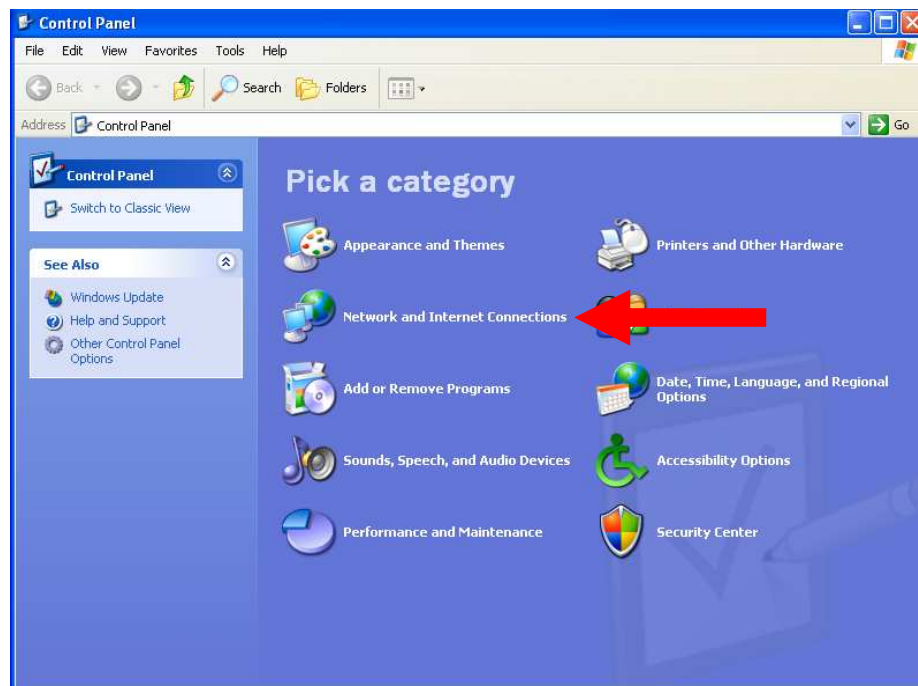 Control Panel
File Edit View Favorites Tools Help
Back Search Folders
Address Control Panel Go
Control Panel
Switch to Classic View
See Also
Windows Update
Help and Support
Other Control Panel
Options
Pick a category
Appearance and Themes
Printers and Other Hardware
Network and Internet Connections
Add or Remove Programs
Date, Time, Language, and Regional
Options
Sounds, Speech, and Audio Devices
Accessibility Options
Performance and Maintenance
Security Center